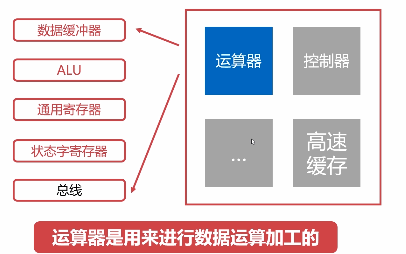 数据缓冲器
ALU
通用寄存器
状态字寄存器
总线
运算器
控制器
...
高速
缓存
运算器是用来进行数据运算加工的